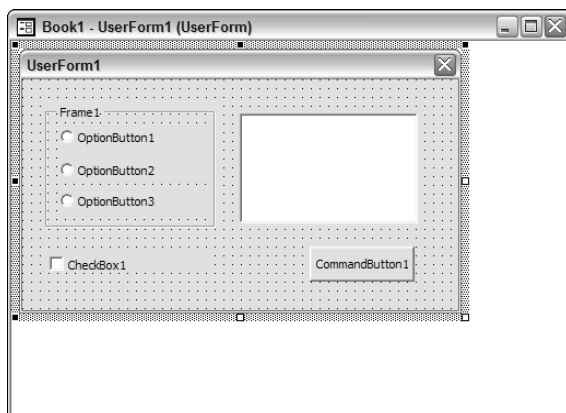 Book1 - UserForm1 (UserForm)
UserForm1
Frame1
OptionButton1
OptionButton2
OptionButton3
CheckBox1
CommandButton1